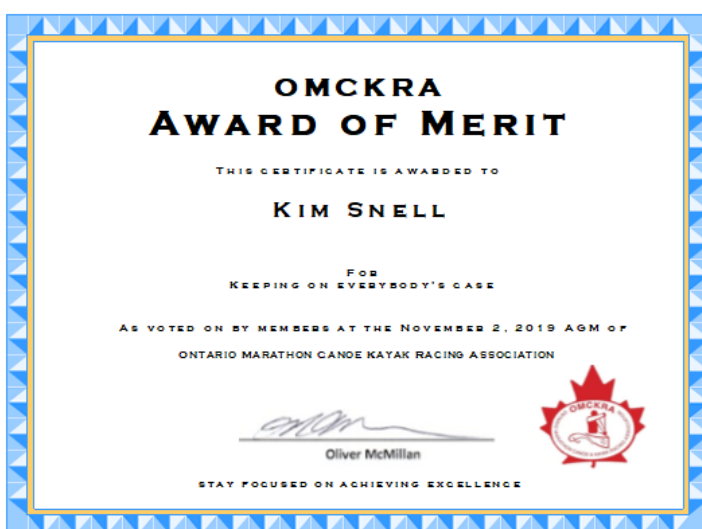 OMCKRA
AWARD OF MERIT
THIS CERTIFICATE IS AWARDED TO
KIM SNELL
FOR
KEEPING ON EVERYBODY'S CASE
AS VOTED ON BY MEMBERS AT THE NOVEMBER 2, 2019 AGM OF
ONTARIO MARATHON CANOE KAYAK RACING ASSOCIATION
OMCKRA
Oliver McMillan
STAY FOCUSED ON ACHIEVING EXCELLENCE